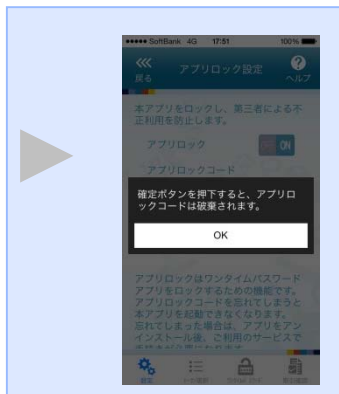 SoftBank 4G 17:51 100%
戻る アプリロック設定 ? ヘルプ
本アプリをロックし、第三者による不
正利用を防止します。
アプリロック ON
アプリロックコード
確定ボタンを押下すると、アプリロ
ックコードは破棄されます。
OK
アプリロックはワンタイムパスワード
アプリをロックするための機能です。
アプリロックコードを忘れてしまうと
本アプリを起動できなくなります。
忘れてしまった場合は、アプリをアン
インストール後、ご利用のサービスで
設定